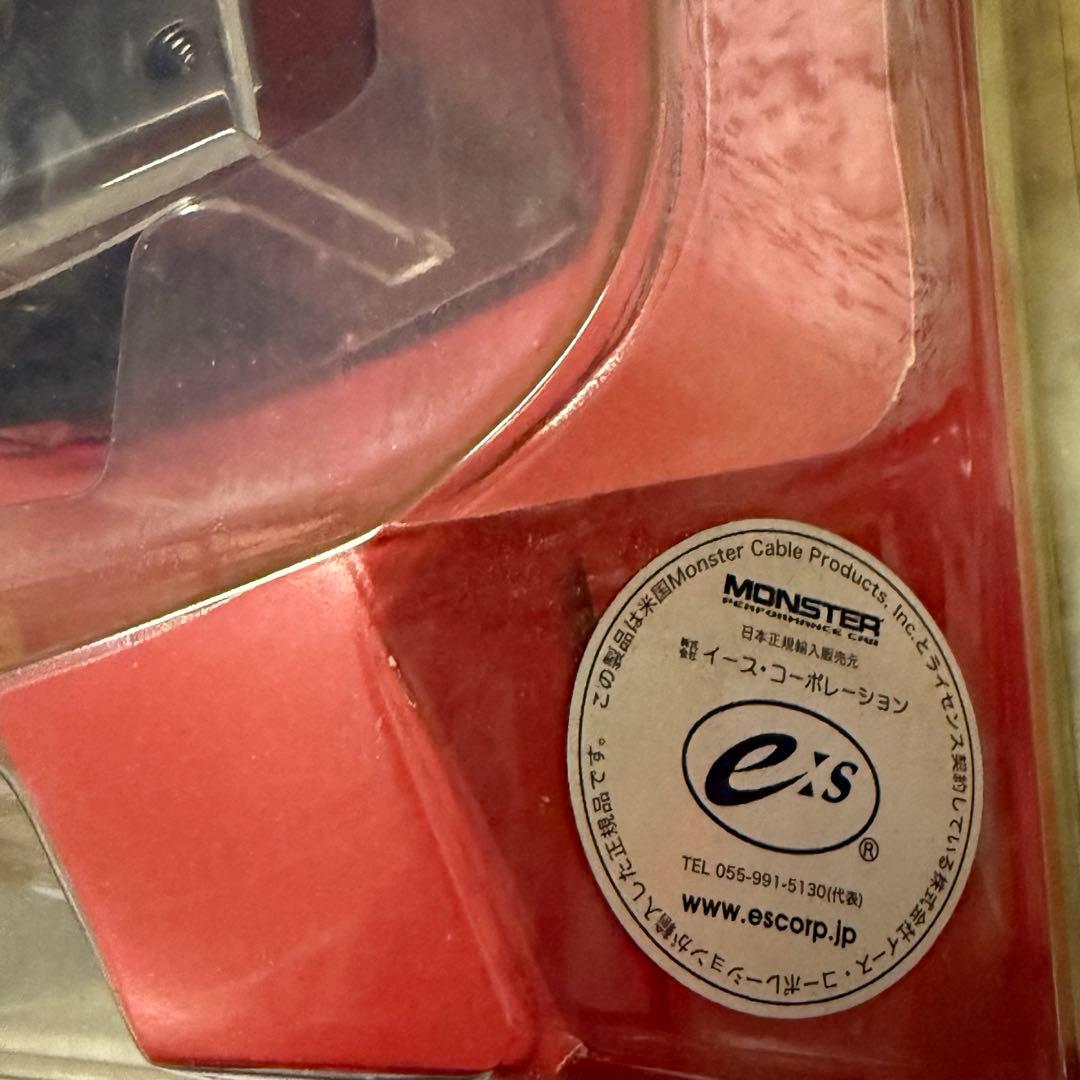 この製品は米国Monster Cable Products, Inc.とライセンス契約している株式会社イース・コーポレーションが輸入した正規品です。
MONSTER
PERFORMANCE CAR
日本正規輸入販売元
株式会社 イース・コーポレーション
e:s
®
TEL 055-991-5130(代表)
www.escorp.jp